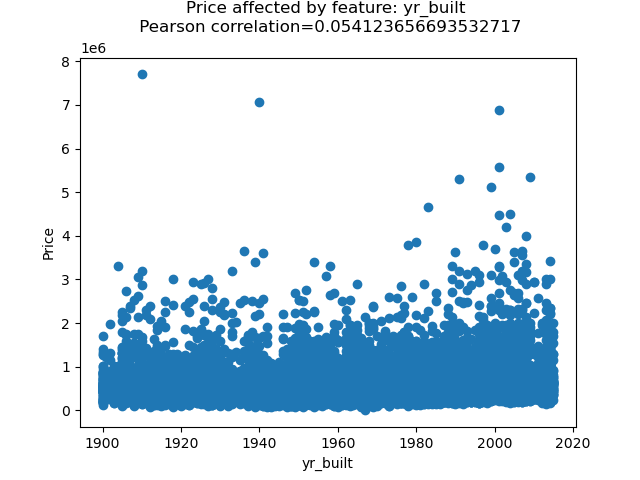 Price affected by feature: yr_built
Pearson correlation=0.054123656693532717
1e6
8
7
6
5
4
3
2
1
0
Price
1900 1920 1940 1960 1980 2000 2020
yr_built